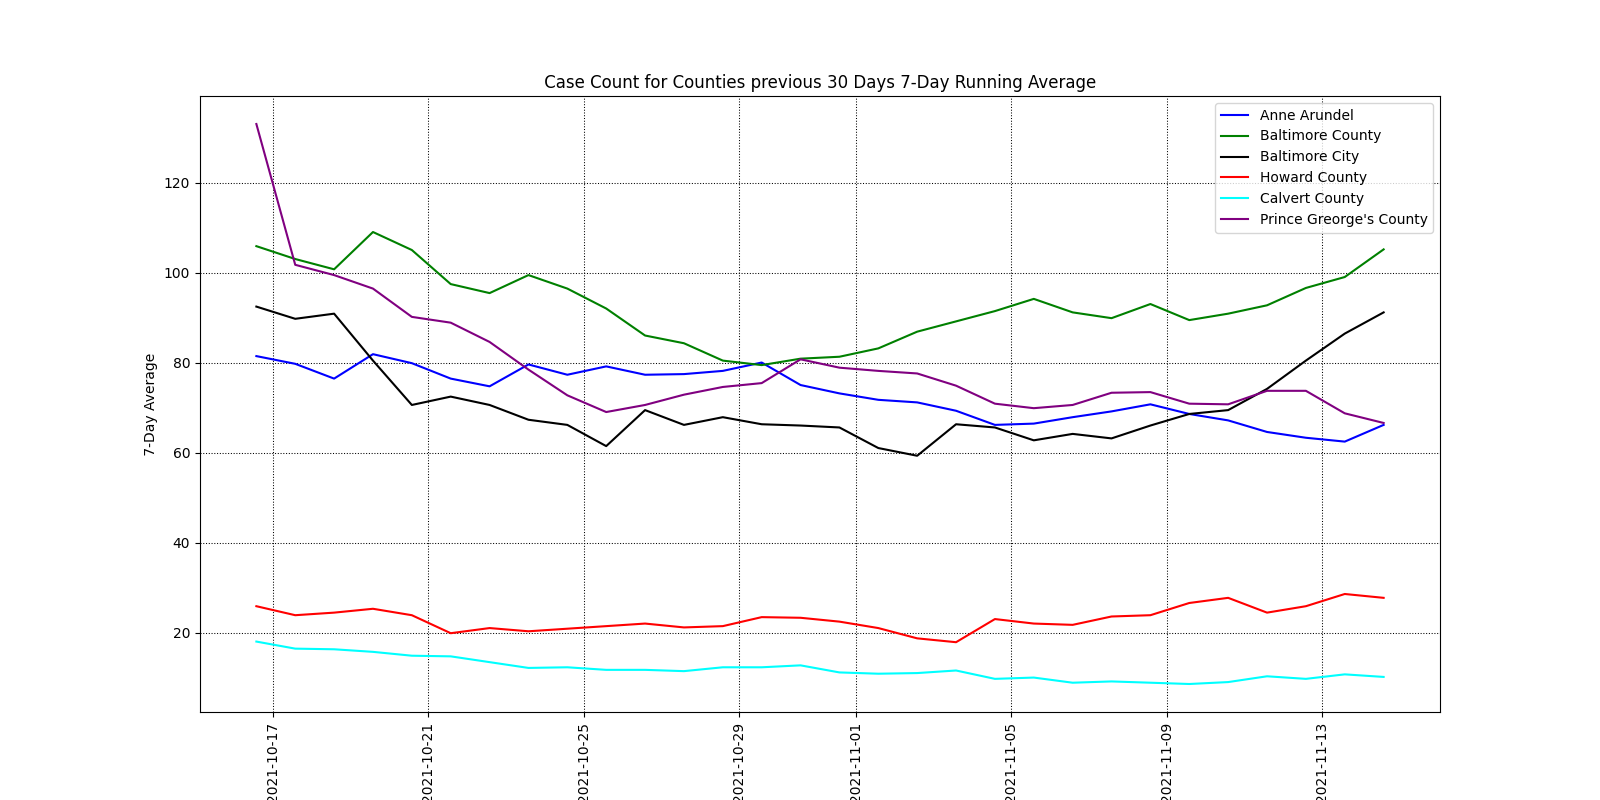 Case Count for Counties previous 30 Days 7-Day Running Average
Anne Arundel
Baltimore County
Baltimore City
Howard County
Calvert County
Prince Greorge's County
7-Day Average
120
100
80
60
40
20
2021-10-17
2021-10-21
2021-10-25
2021-10-29
2021-11-01
2021-11-05
2021-11-09
2021-11-13